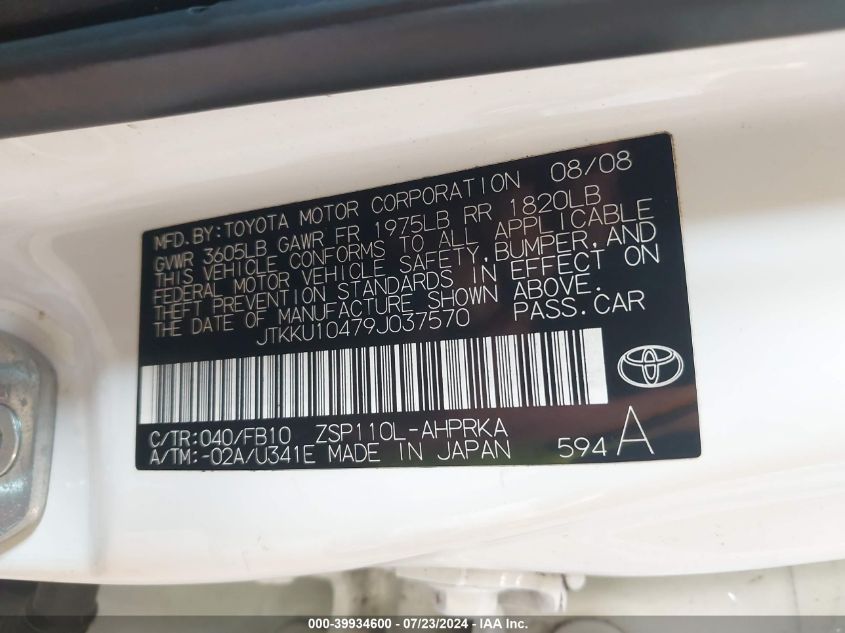 MFD.BY:TOYOTA MOTOR CORPORATION 08/08
GVWR 3605LB GAWR FR 1975LB RR 1820LB
THIS VEHICLE CONFORMS TO ALL APPLICABLE
FEDERAL MOTOR VEHICLE SAFETY,BUMPER,AND
THEFT PREVENTION STANDARDS IN EFFECT ON
THE DATE OF MANUFACTURE SHOWN ABOVE.
JTKKU10479J037570 PASS.CAR
C/TR:040/FB10 ZSP110L-AHPRKA
A/TM:-02A/U341E MADE IN JAPAN 594 A
000-39934600 - 07/23/2024 - IAA Inc.